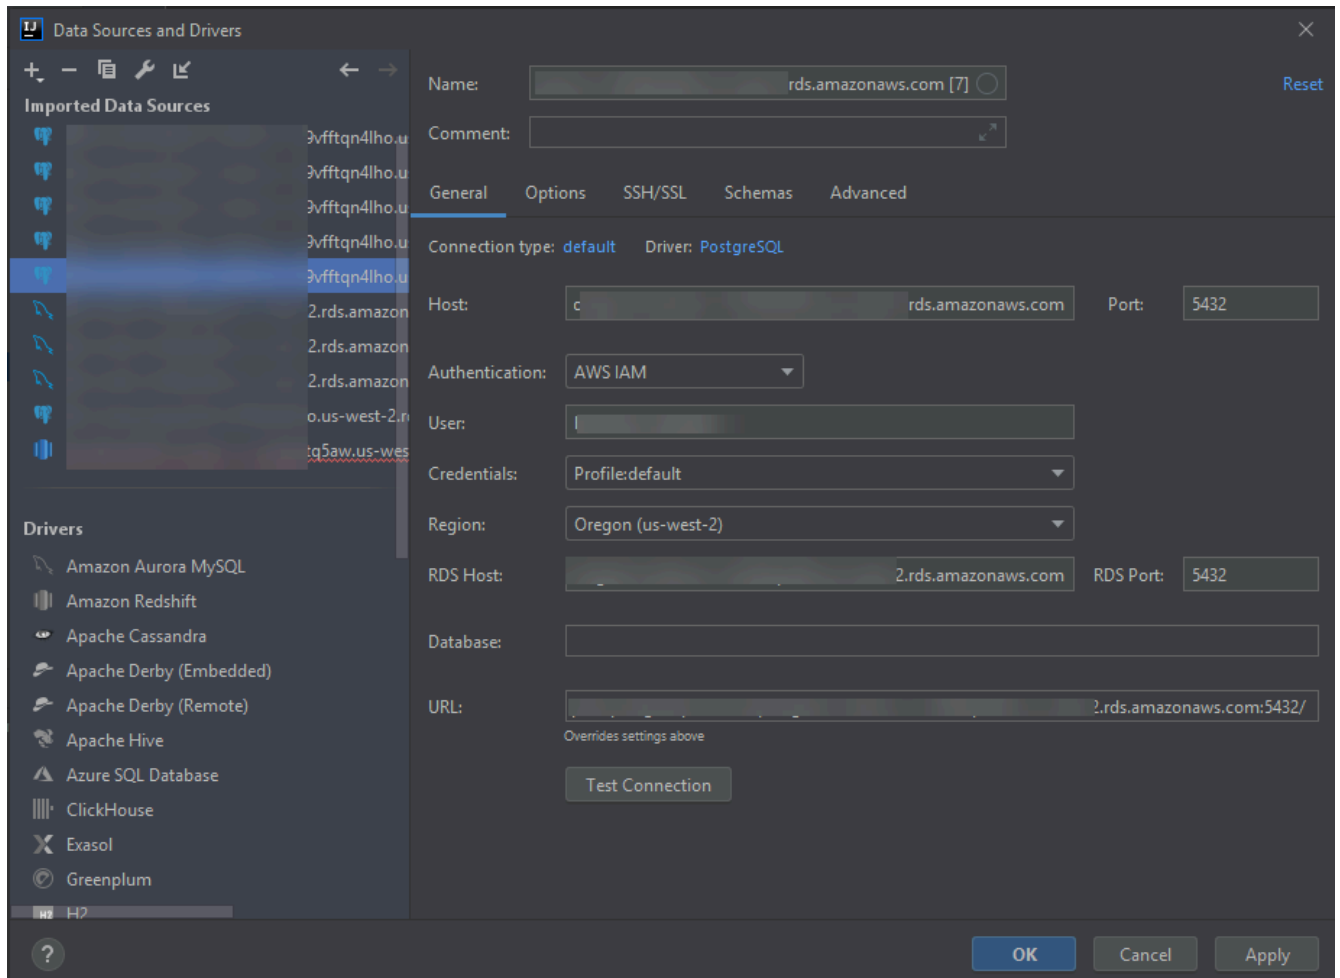 Data Sources and Drivers
Imported Data Sources
9vfftqn4lho.u
9vfftqn4lho.u
9vfftqn4lho.u
9vfftqn4lho.u
9vfftqn4lho.u
2.rds.amazon
2.rds.amazon
2.rds.amazon
o.us-west-2.r
tq5aw.us-wes
Drivers
Amazon Aurora MySQL
Amazon Redshift
Apache Cassandra
Apache Derby (Embedded)
Apache Derby (Remote)
Apache Hive
Azure SQL Database
ClickHouse
Exasol
Greenplum
H2
Name: rds.amazonaws.com [7] Reset
Comment:
General Options SSH/SSL Schemas Advanced
Connection type: default Driver: PostgreSQL
Host: rds.amazonaws.com Port: 5432
Authentication: AWS IAM
User:
Credentials: Profile:default
Region: Oregon (us-west-2)
RDS Host: 2.rds.amazonaws.com RDS Port: 5432
Database:
URL: 2.rds.amazonaws.com:5432/
Overrides settings above
Test Connection
? OK Cancel Apply